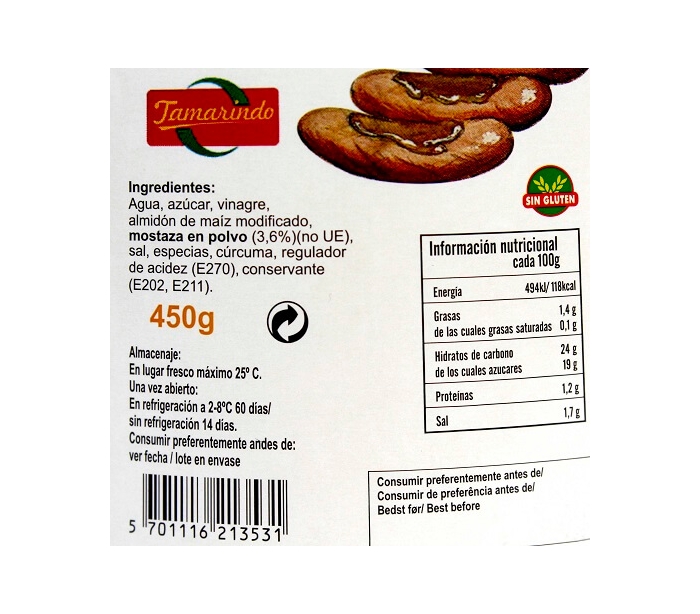 Tamarindo
Ingredientes:
Agua, azúcar, vinagre,
almidón de maíz modificado,
mostaza en polvo (3,6%)(no UE),
sal, especias, cúrcuma, regulador
de acidez (E270), conservante
(E202, E211).
450g
Almacenaje:
En lugar fresco máximo 25º C.
Una vez abierto:
En refrigeración a 2-8ºC 60 días/
sin refrigeración 14 días.
Consumir preferentemente andes de:
ver fecha / lote en envase
5 701116 213531
SIN GLUTEN
Información nutricional
cada 100g
Energia 494kJ/ 118kcal
Grasas 1,4 g
de las cuales grasas saturadas 0,1 g
Hidratos de carbono 24 g
de los cuales azucares 19 g
Proteínas 1,2 g
Sal 1,7 g
Consumir preferentemente antes de/
Consumir de preferência antes de/
Bedst før/ Best before